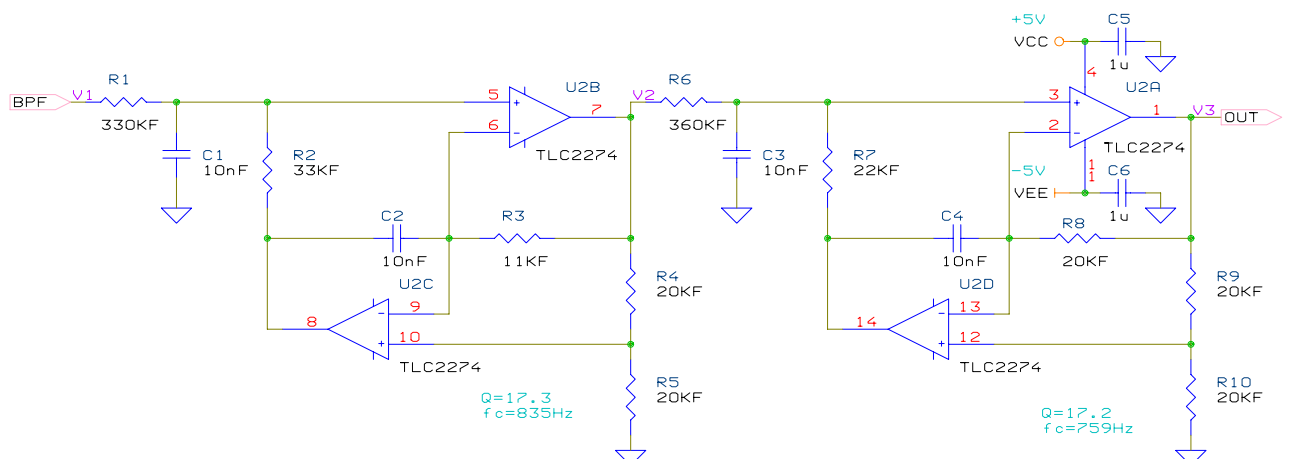 BPF
V1
R1
330KF
C1
10nF
R2
33KF
5
6
7
U2B
TLC2274
C2
10nF
R3
11KF
U2C
8
9
10
TLC2274
R4
20KF
R5
20KF
Q=17.3
fc=835Hz
V2
R6
360KF
C3
10nF
R7
22KF
3
2
1
4
1
1
U2A
TLC2274
+5V
VCC
C5
1u
-5V
VEE
C6
1u
V3
OUT
C4
10nF
R8
20KF
U2D
14
13
12
TLC2274
R9
20KF
R10
20KF
Q=17.2
fc=759Hz